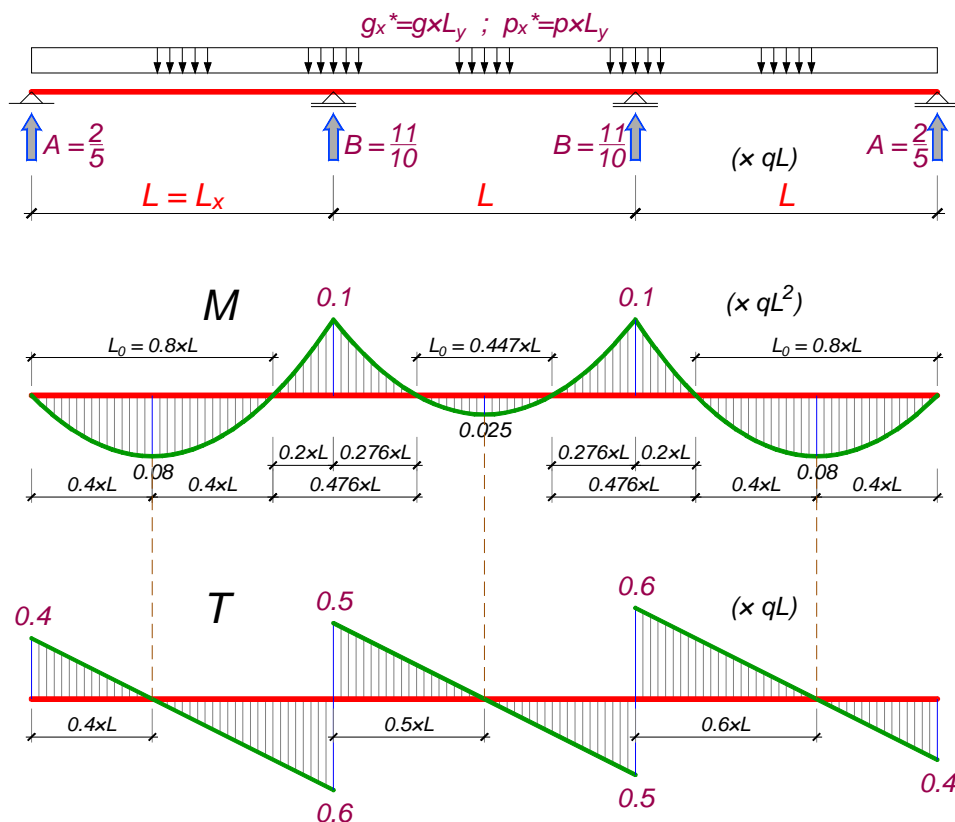 gx*=g×Ly ; px*=p×Ly
A = 2/5 B = 11/10 B = 11/10 (× qL) A = 2/5
L = Lx L L
M 0.1 0.1 (× qL²)
L0 = 0.8×L L0 = 0.447×L L0 = 0.8×L
0.08 0.025 0.08
0.2×L 0.276×L 0.276×L 0.2×L
0.4×L 0.4×L 0.476×L 0.476×L 0.4×L 0.4×L
0.4 T 0.5 0.6 (× qL)
0.4×L 0.5×L 0.6×L
0.6 0.5 0.4